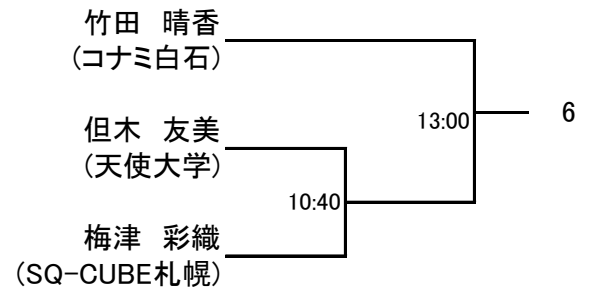 竹田　晴香
(コナミ白石)
13:00
6
但木　友美
(天使大学)
10:40
梅津　彩織
(SQ-CUBE札幌)